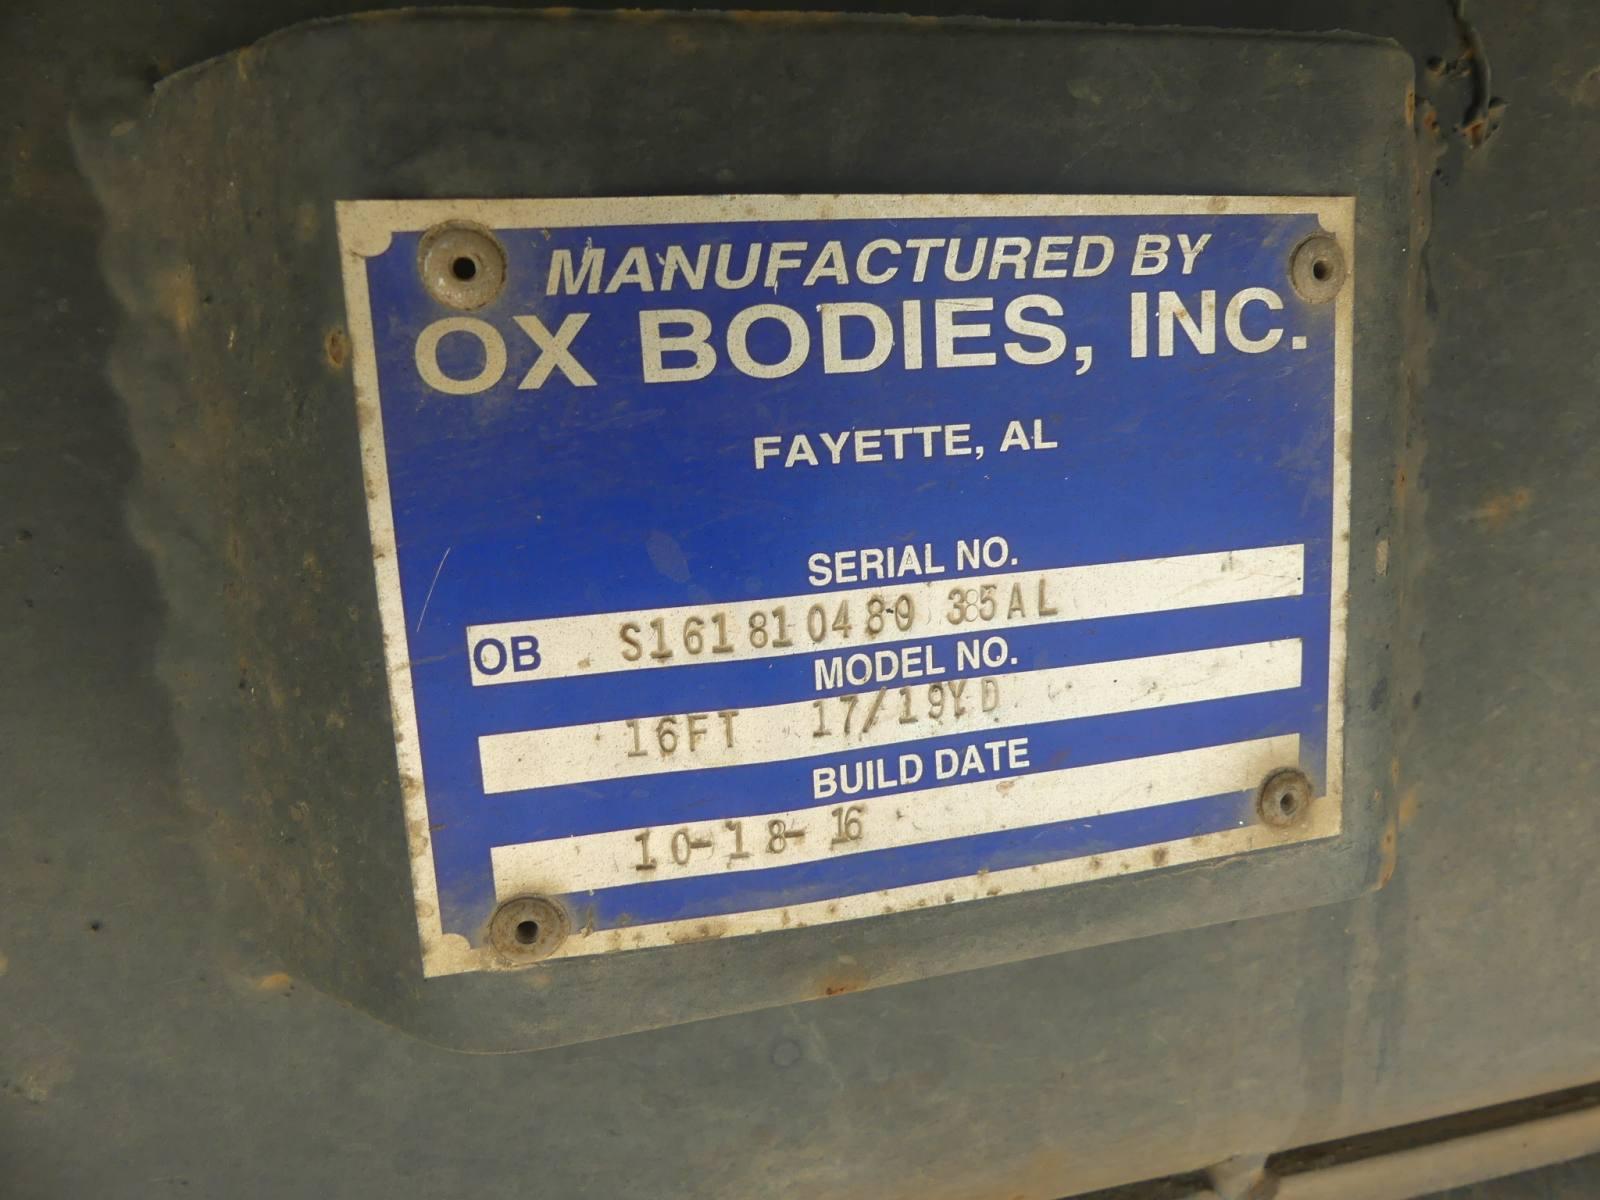 MANUFACTURED BY
OX BODIES, INC.
FAYETTE, AL
SERIAL NO.
OB S161810480 385AL
MODEL NO.
16FT 17/19YD
BUILD DATE
10-18-16